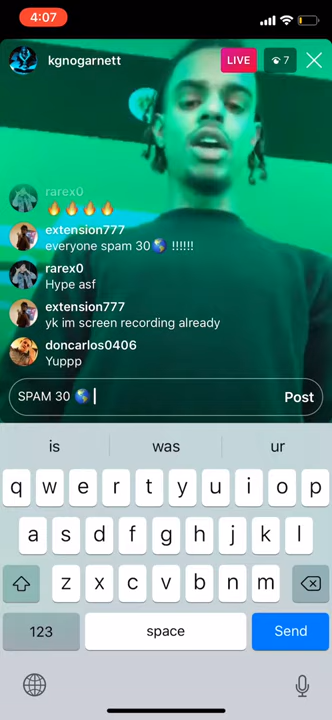 4:07
kgnogarnett
LIVE
7
rarex0
🔥🔥🔥🔥
extension777
everyone spam 30🌎 !!!!!!
rarex0
Hype asf
extension777
yk im screen recording already
doncarlos0406
Yuppp
SPAM 30 🌎
Post
is was ur
q w e r t y u i o p
a s d f g h j k l
z x c v b n m
123 space Send